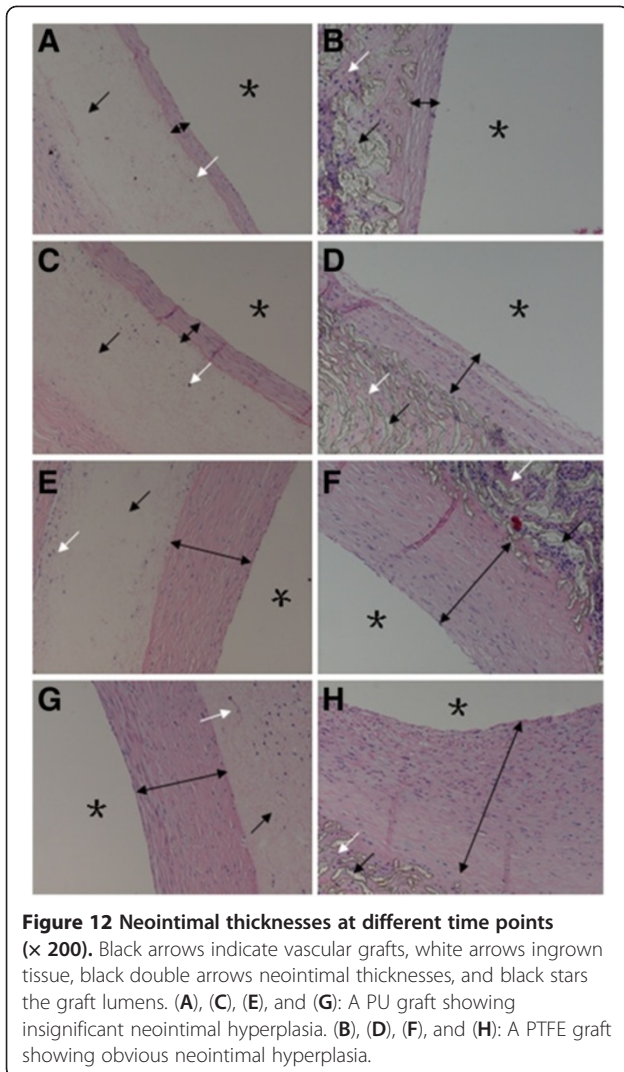 A
*
B
*
C
*
D
*
E
*
F
*
G
*
H
*
Figure 12 Neointimal thicknesses at different time points
(× 200). Black arrows indicate vascular grafts, white arrows ingrown
tissue, black double arrows neointimal thicknesses, and black stars
the graft lumens. (A), (C), (E), and (G): A PU graft showing
insignificant neointimal hyperplasia. (B), (D), (F), and (H): A PTFE graft
showing obvious neointimal hyperplasia.